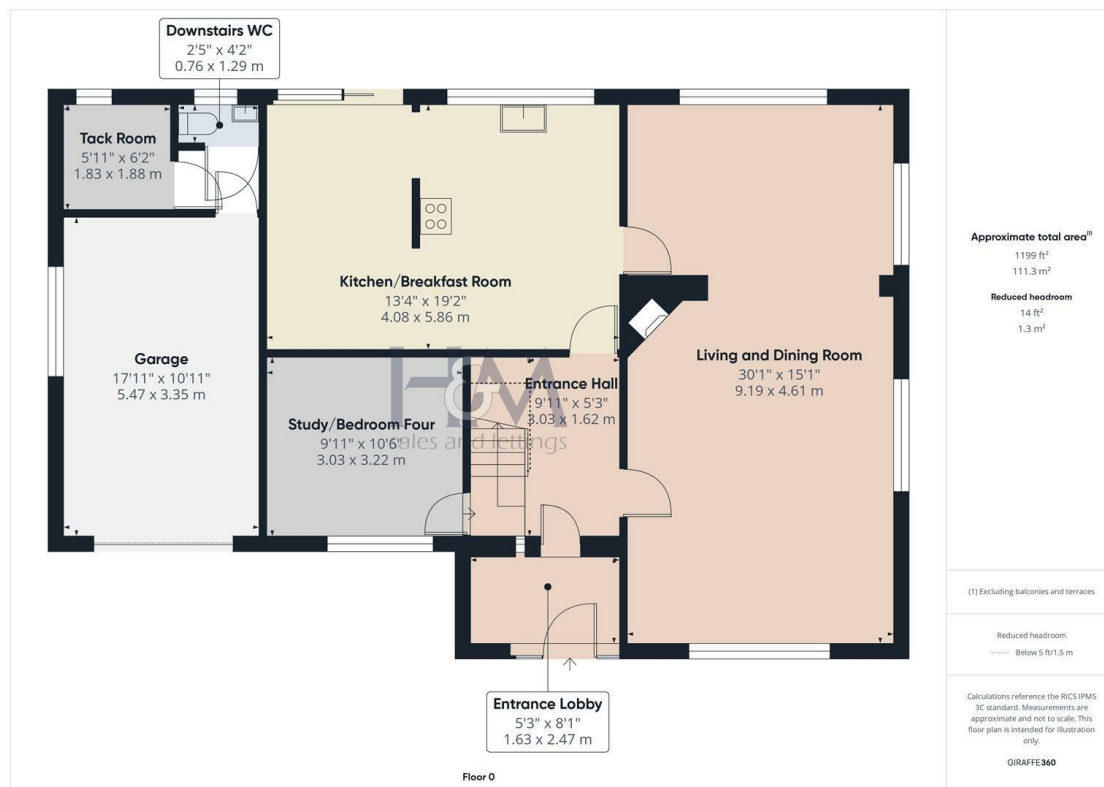 Downstairs WC
2'5" x 4'2"
0.76 x 1.29 m
Tack Room
5'11" x 6'2"
1.83 x 1.88 m
Kitchen/Breakfast Room
13'4" x 19'2"
4.08 x 5.86 m
Garage
17'11" x 10'11"
5.47 x 3.35 m
Living and Dining Room
30'1" x 15'1"
9.19 x 4.61 m
Entrance Hall
9'11" x 5'3"
3.03 x 1.62 m
Study/Bedroom Four
9'11" x 10'6"
3.03 x 3.22 m
H&M
sales and lettings
Entrance Lobby
5'3" x 8'1"
1.63 x 2.47 m
Floor 0
Approximate total area(1)
1199 ft²
111.3 m²
Reduced headroom
14 ft²
1.3 m²
(1) Excluding balconies and terraces
Reduced headroom
Below 5 ft/1.5 m
Calculations reference the RICS IPMS
3C standard. Measurements are
approximate and not to scale. This
floor plan is intended for illustration
only.
GIRAFFE360